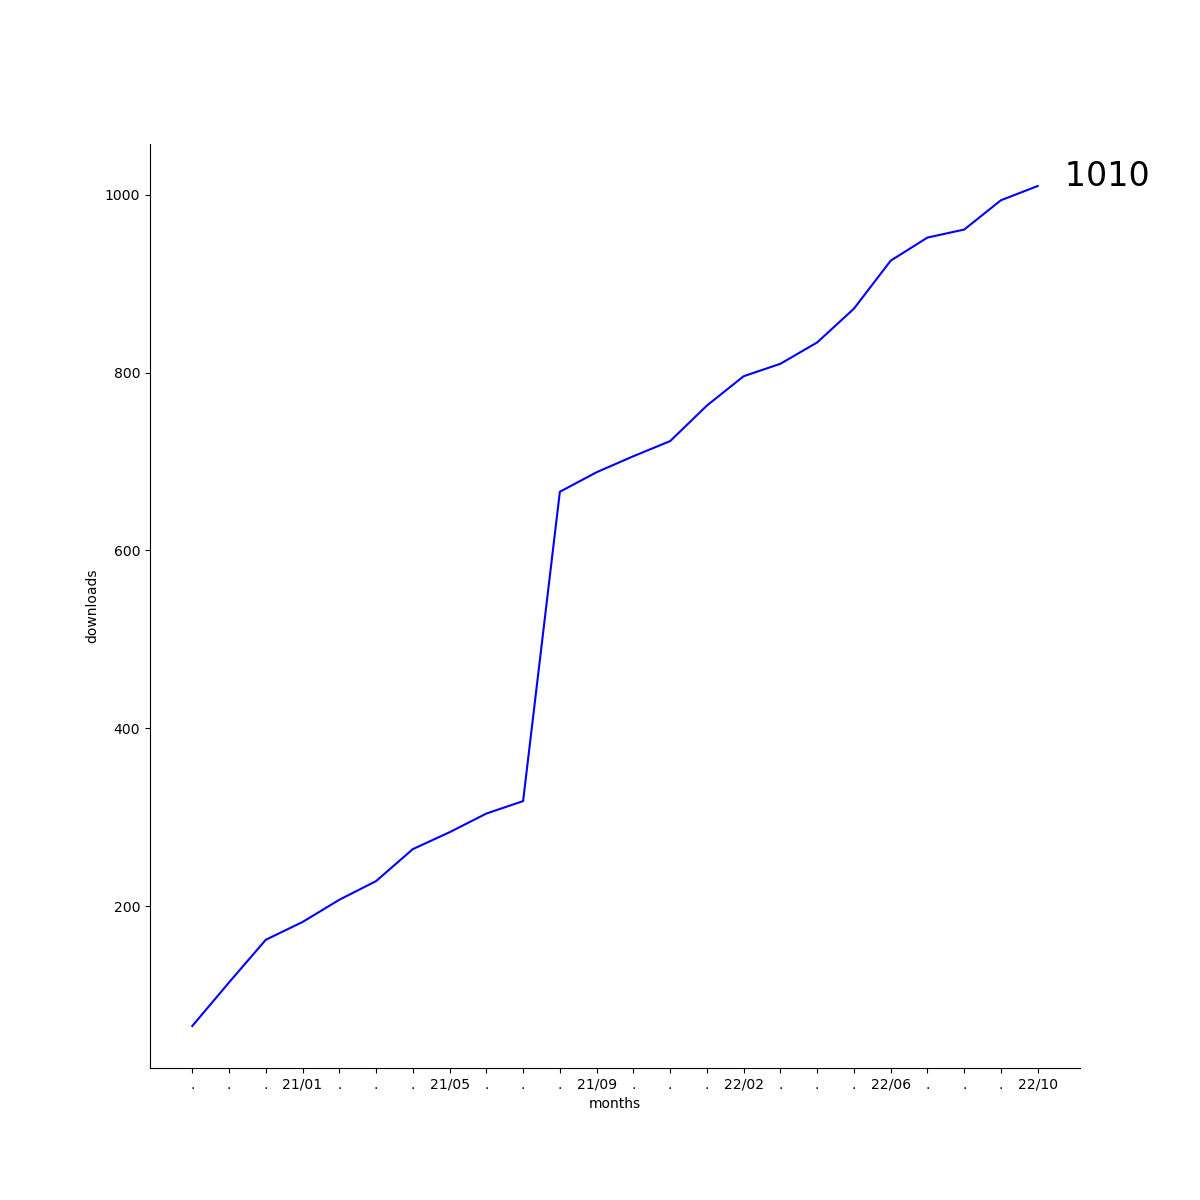 1010
1000
800
600
400
200
downloads
. . . 21/01 . . . 21/05 . . . 21/09 . . . 22/02 . . . 22/06 . . . 22/10
months